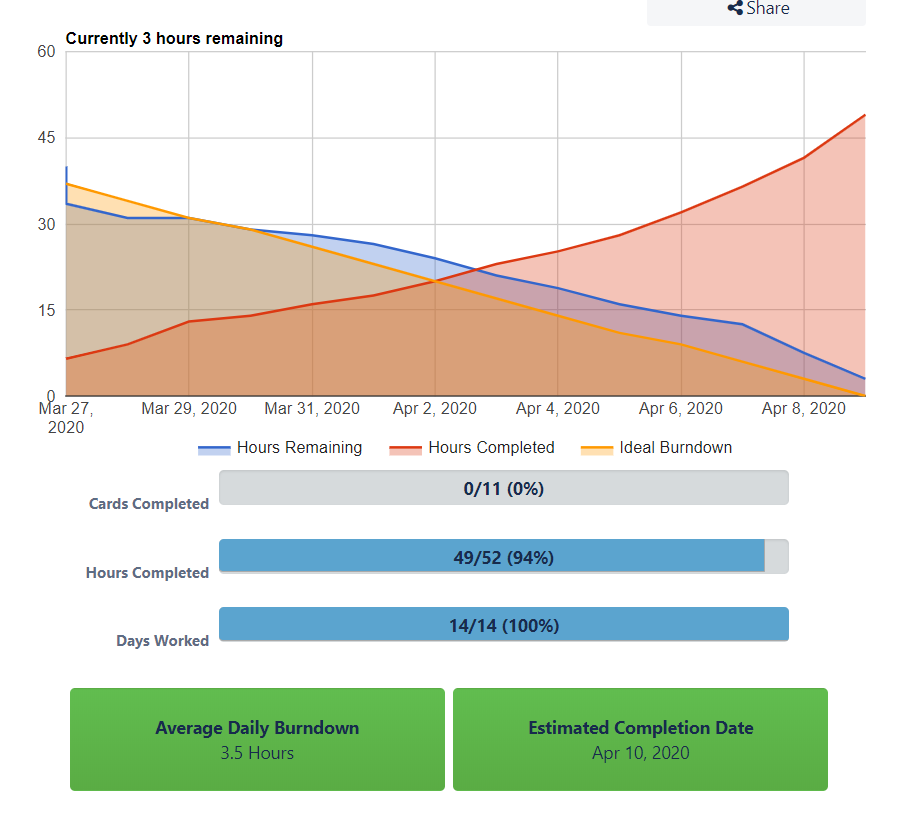 Share
Currently 3 hours remaining
60
45
30
15
0
Mar 27, 2020
Mar 29, 2020
Mar 31, 2020
Apr 2, 2020
Apr 4, 2020
Apr 6, 2020
Apr 8, 2020
Hours Remaining
Hours Completed
Ideal Burndown
Cards Completed
0/11 (0%)
Hours Completed
49/52 (94%)
Days Worked
14/14 (100%)
Average Daily Burndown
3.5 Hours
Estimated Completion Date
Apr 10, 2020